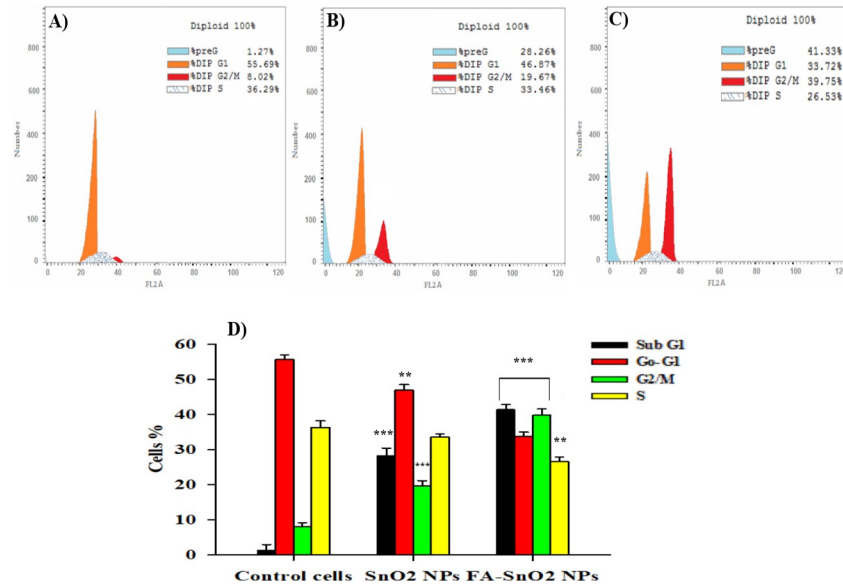 A)
Diploid 100%
%preG 1.27%
%DIP G1 55.69%
%DIP G2/M 8.02%
%DIP S 36.29%
Number
800
600
400
200
100
0
0 20 40 60 80 100 120
FL2A
B)
Diploid 100%
%preG 28.26%
%DIP G1 46.87%
%DIP G2/M 19.67%
%DIP S 33.46%
Number
800
600
400
200
100
0
0 20 40 60 80 100 120
FL2A
C)
Diploid 100%
%preG 41.33%
%DIP G1 33.72%
%DIP G2/M 39.75%
%DIP S 26.53%
Number
800
600
400
200
100
0
0 20 40 60 80 100 120
FL2A
D)
Sub G1
Go-G1
G2/M
S
Cells %
60
50
40
30
20
10
0
*** ** ***
*** **
Control cells SnO2 NPs FA-SnO2 NPs